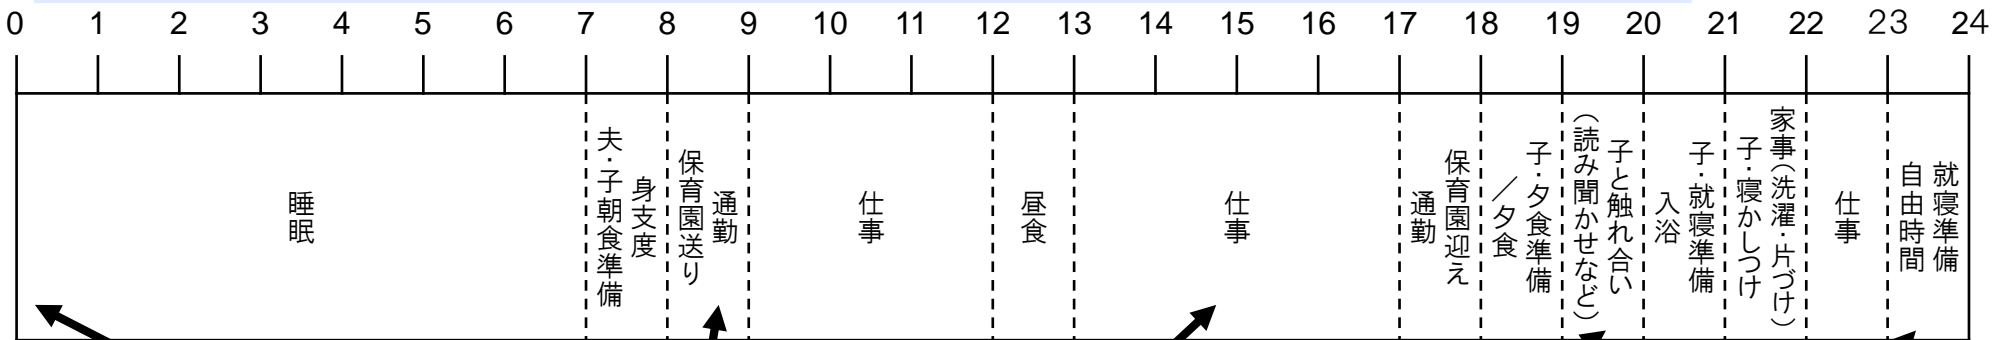 0 1 2 3 4 5 6 7 8 9 10 11 12 13 14 15 16 17 18 19 20 21 22 23 24
睡眠
身支度
夫・子朝食準備
通勤
保育園送り
仕事
昼食
仕事
保育園迎え
通勤
子・夕食準備
／夕食
子と触れ合い
（読み聞かせなど）
子・就寝準備
入浴
家事（洗濯・片づけ）
子・寝かしつけ
仕事
就寝準備
自由時間